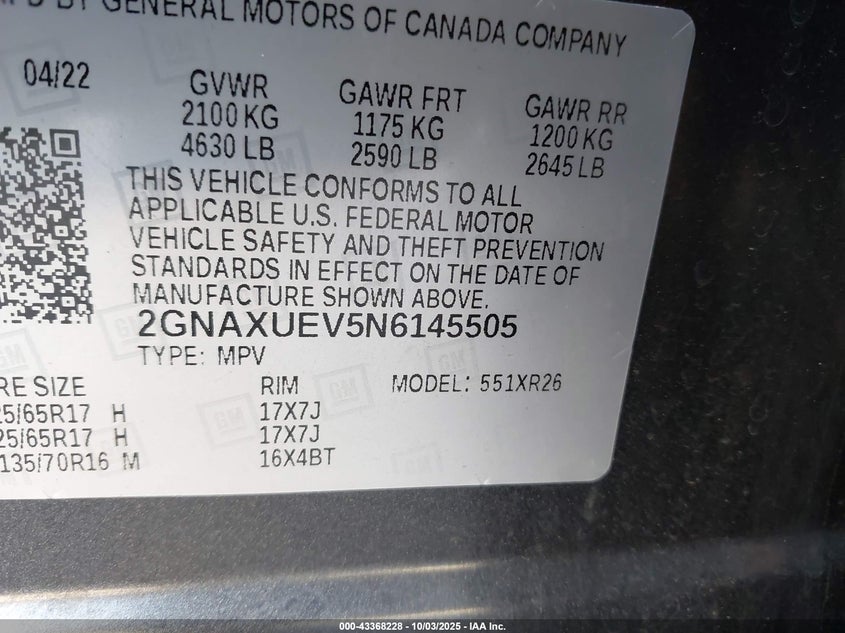 BY GENERAL MOTORS OF CANADA COMPANY
04/22
GVWR GAWR FRT GAWR RR
2100 KG 1175 KG 1200 KG
4630 LB 2590 LB 2645 LB
THIS VEHICLE CONFORMS TO ALL
APPLICABLE U.S. FEDERAL MOTOR
VEHICLE SAFETY AND THEFT PREVENTION
STANDARDS IN EFFECT ON THE DATE OF
MANUFACTURE SHOWN ABOVE.
2GNAXUEV5N6145505
TYPE: MPV
RE SIZE RIM MODEL: 551XR26
25/65R17 H 17X7J
25/65R17 H 17X7J
135/70R16 M 16X4BT
000-43368228 - 10/03/2025 - IAA Inc.